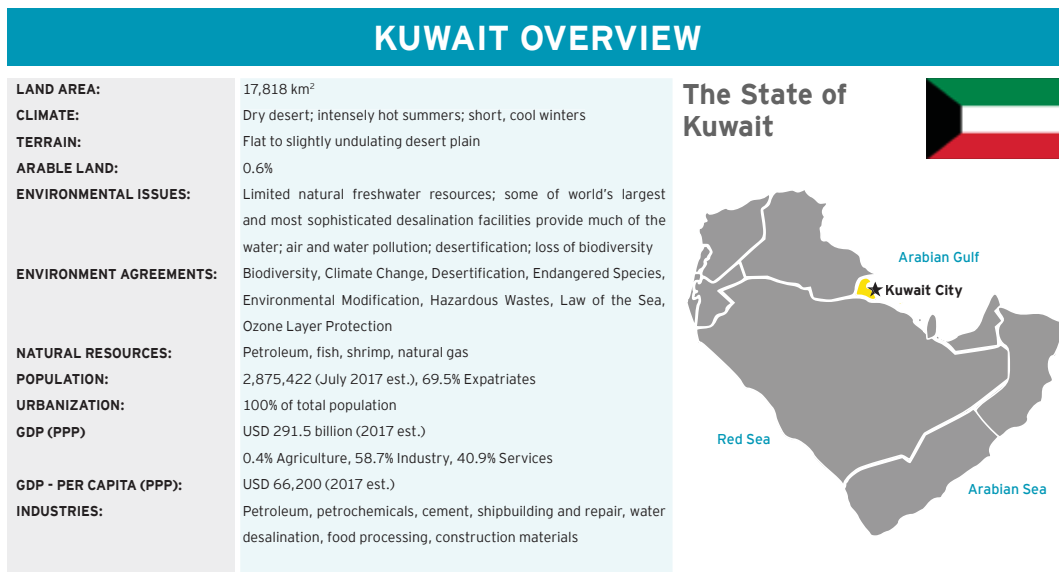 KUWAIT OVERVIEW
LAND AREA: 17,818 km²
CLIMATE: Dry desert; intensely hot summers; short, cool winters
TERRAIN: Flat to slightly undulating desert plain
ARABLE LAND: 0.6%
ENVIRONMENTAL ISSUES: Limited natural freshwater resources; some of world's largest
and most sophisticated desalination facilities provide much of the
water; air and water pollution; desertification; loss of biodiversity
ENVIRONMENT AGREEMENTS: Biodiversity, Climate Change, Desertification, Endangered Species,
Environmental Modification, Hazardous Wastes, Law of the Sea,
Ozone Layer Protection
NATURAL RESOURCES: Petroleum, fish, shrimp, natural gas
POPULATION: 2,875,422 (July 2017 est.), 69.5% Expatriates
URBANIZATION: 100% of total population
GDP (PPP) USD 291.5 billion (2017 est.)
0.4% Agriculture, 58.7% Industry, 40.9% Services
GDP - PER CAPITA (PPP): USD 66,200 (2017 est.)
INDUSTRIES: Petroleum, petrochemicals, cement, shipbuilding and repair, water
desalination, food processing, construction materials
The State of
Kuwait
Arabian Gulf
Kuwait City
Red Sea
Arabian Sea